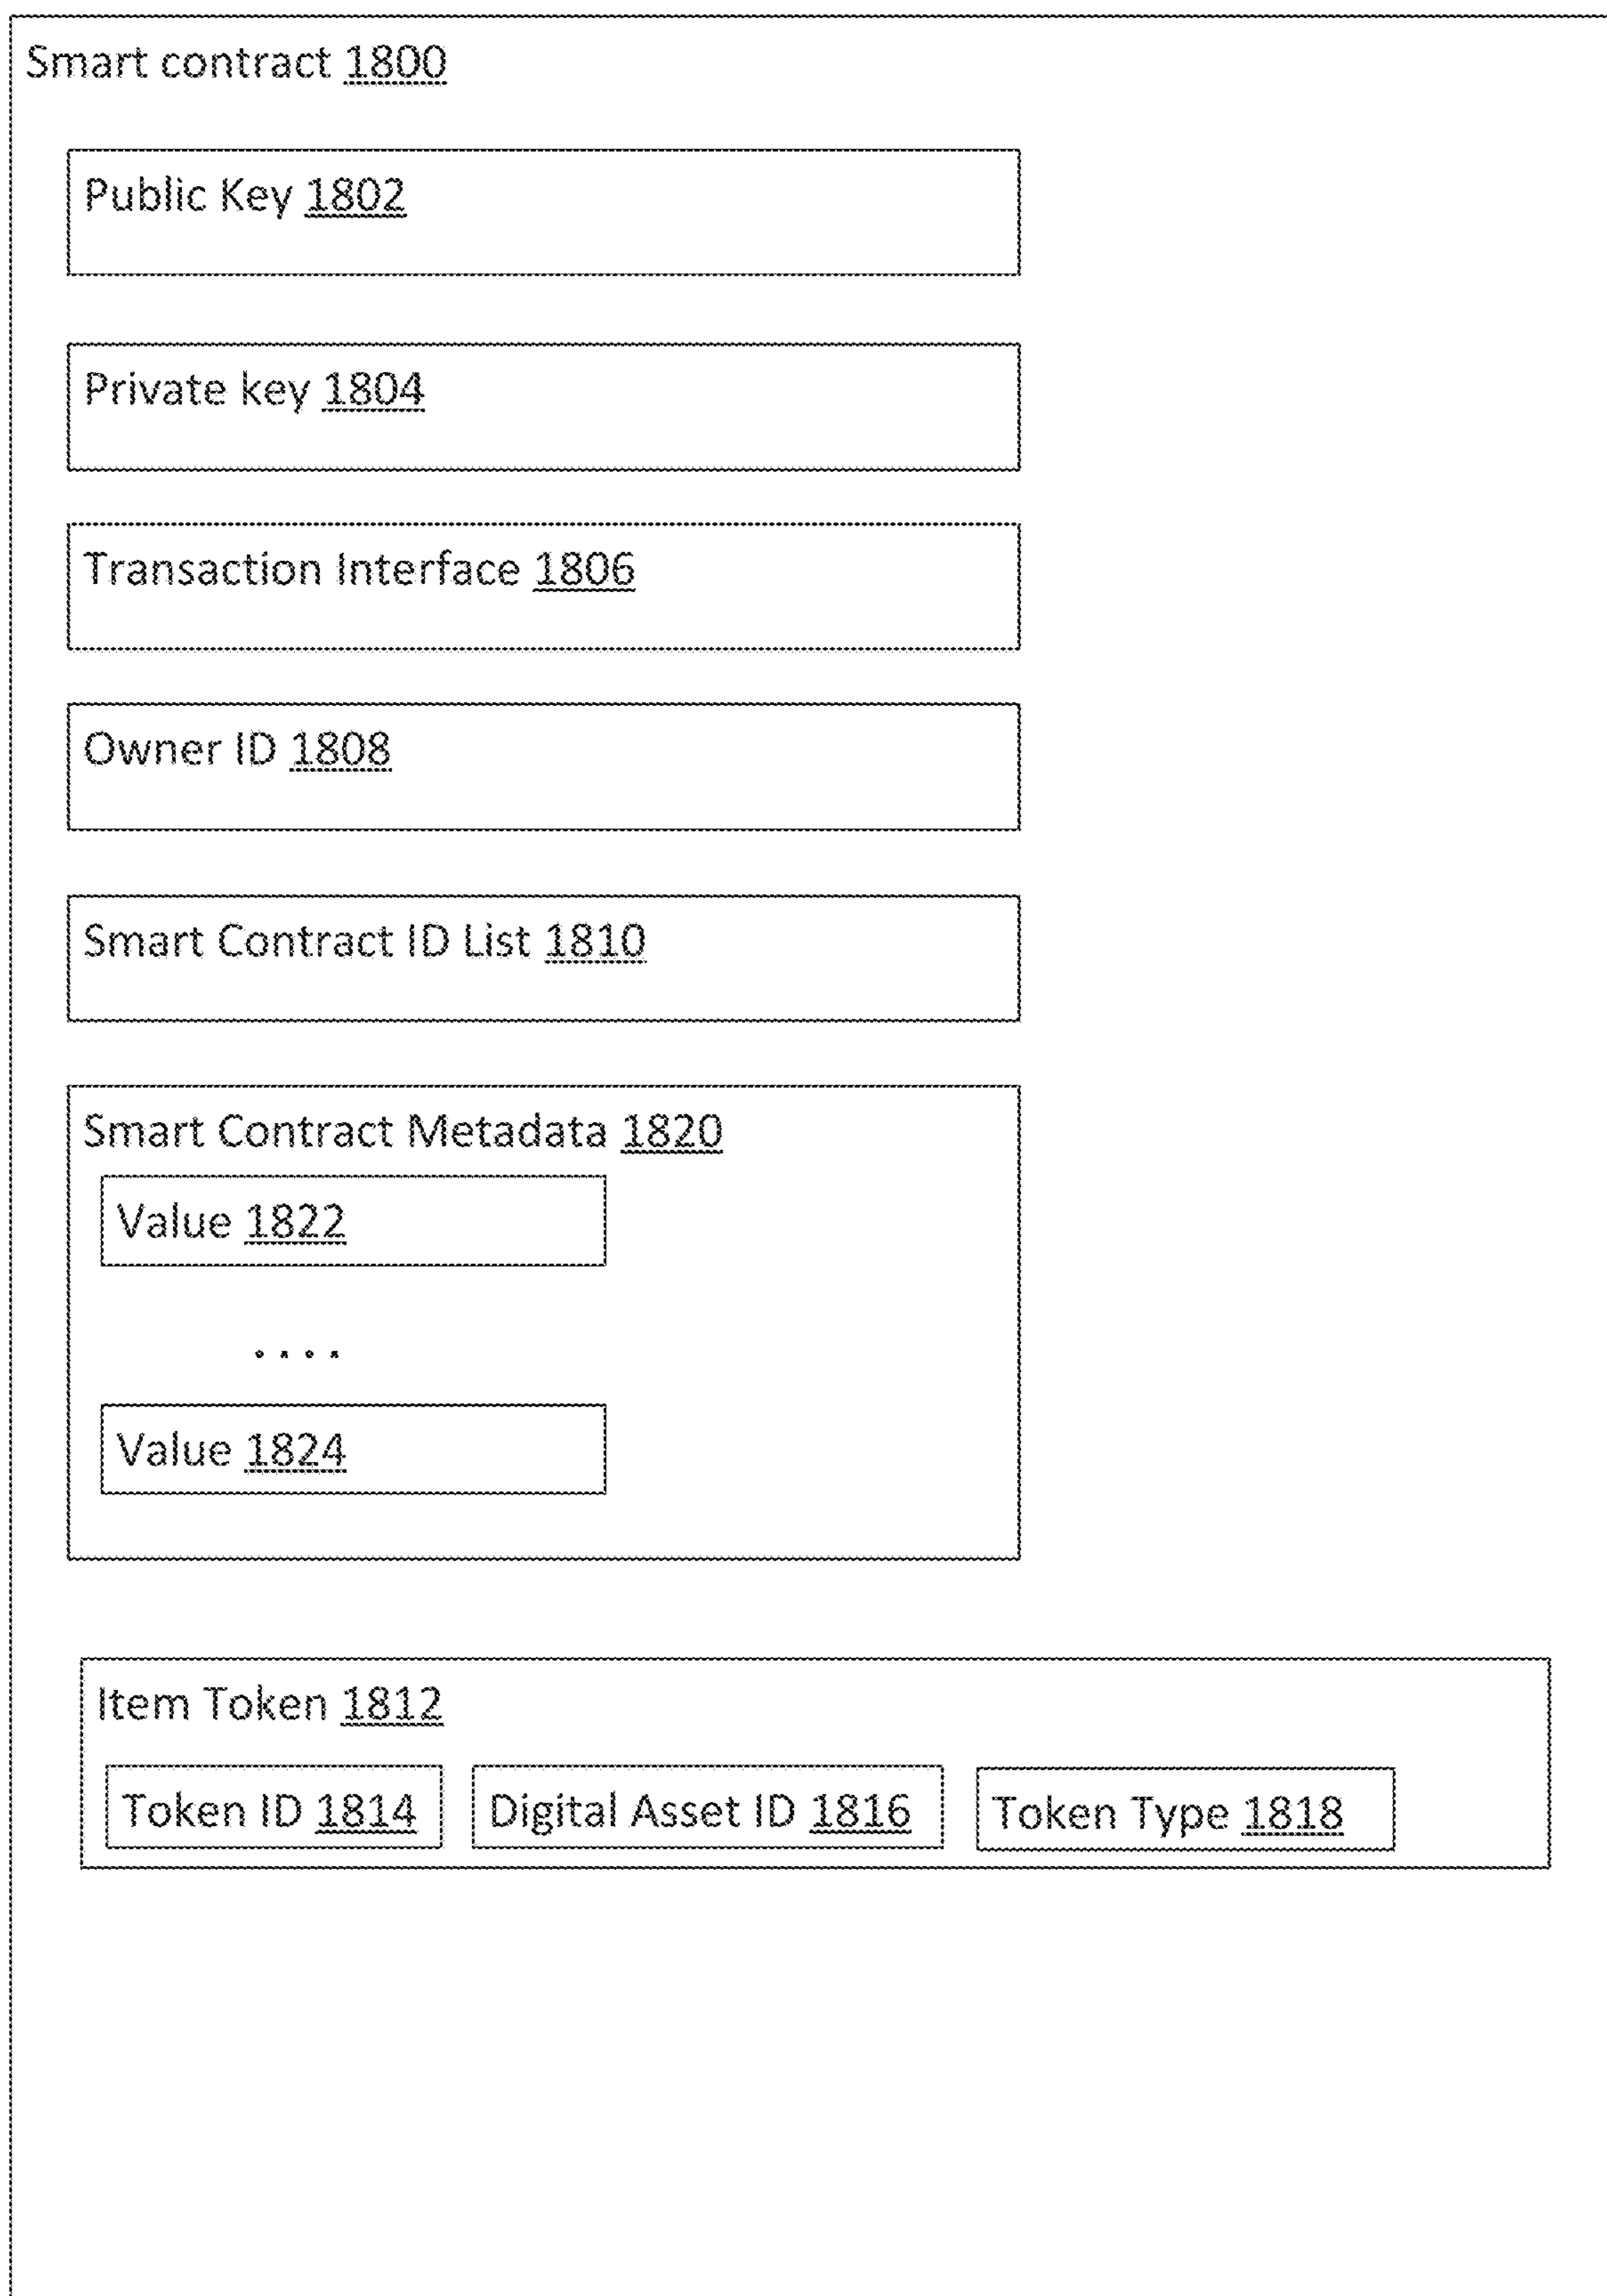 Smart contract 1800
Public Key 1802
Private key 1804
Transaction Interface 1806
Owner ID 1808
Smart Contract ID List 1810
Smart Contract Metadata 1820
Value 1822
....
Value 1824
Item Token 1812
Token ID 1814 Digital Asset ID 1816 Token Type 1818